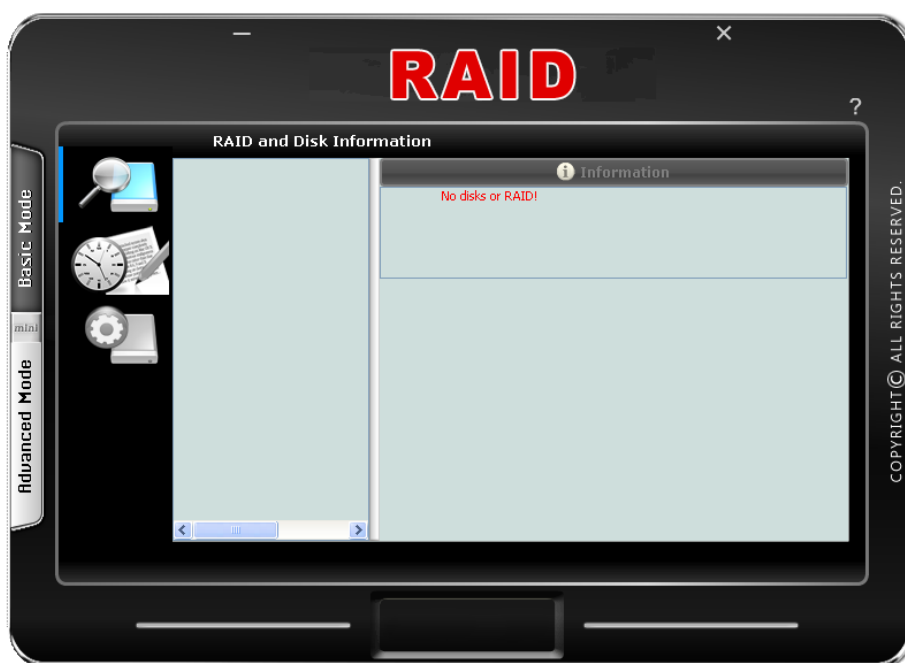 RAID
?
RAID and Disk Information
Information
No disks or RAID!
Basic Mode
mini
Advanced Mode
COPYRIGHT© ALL RIGHTS RESERVED.